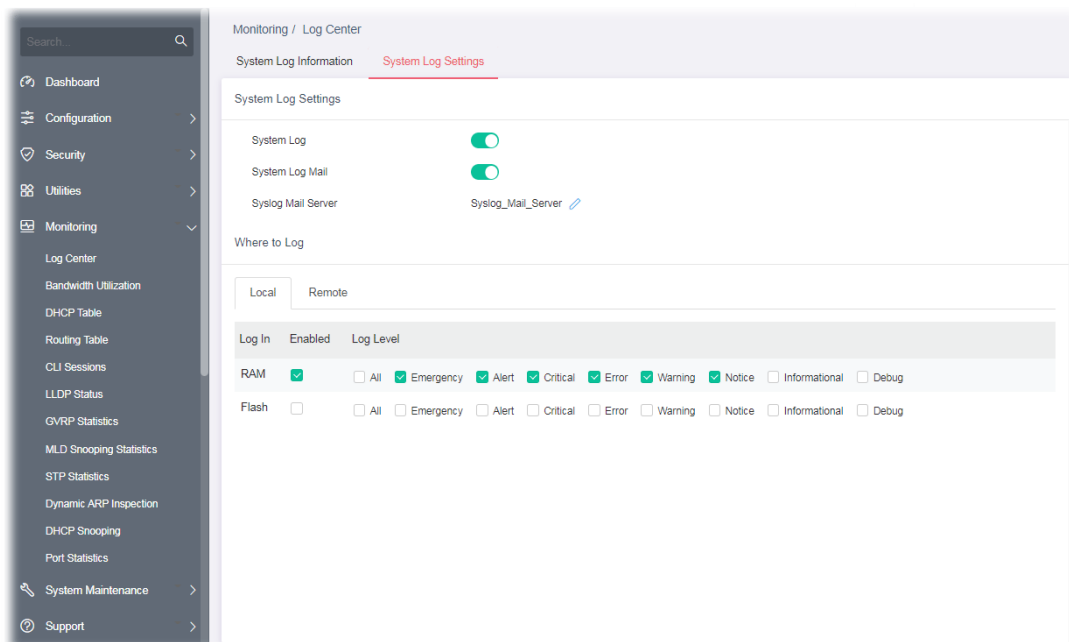 Search...
Dashboard
Configuration
Security
Utilities
Monitoring
Log Center
Bandwidth Utilization
DHCP Table
Routing Table
CLI Sessions
LLDP Status
GVRP Statistics
MLD Snooping Statistics
STP Statistics
Dynamic ARP Inspection
DHCP Snooping
Port Statistics
System Maintenance
Support
Monitoring / Log Center
System Log Information System Log Settings
System Log Settings
System Log
System Log Mail
Syslog Mail Server Syslog_Mail_Server
Where to Log
Local Remote
Log In Enabled Log Level
RAM All Emergency Alert Critical Error Warning Notice Informational Debug
Flash All Emergency Alert Critical Error Warning Notice Informational Debug